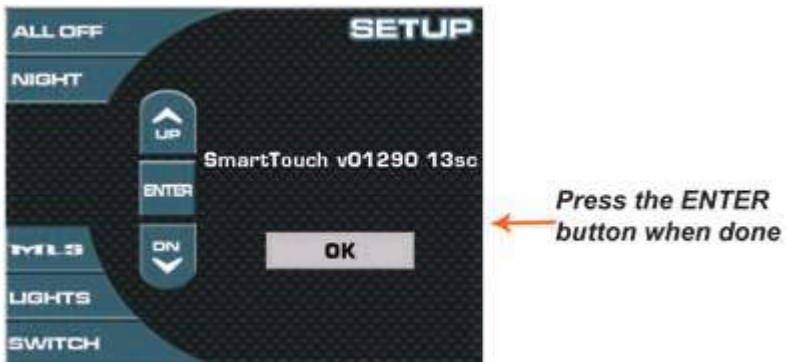 ALL OFF
SETUP
NIGHT
UP
SmartTouch v01290 13sc
ENTER
Press the ENTER
button when done
MLS
DN
OK
LIGHTS
SWITCH